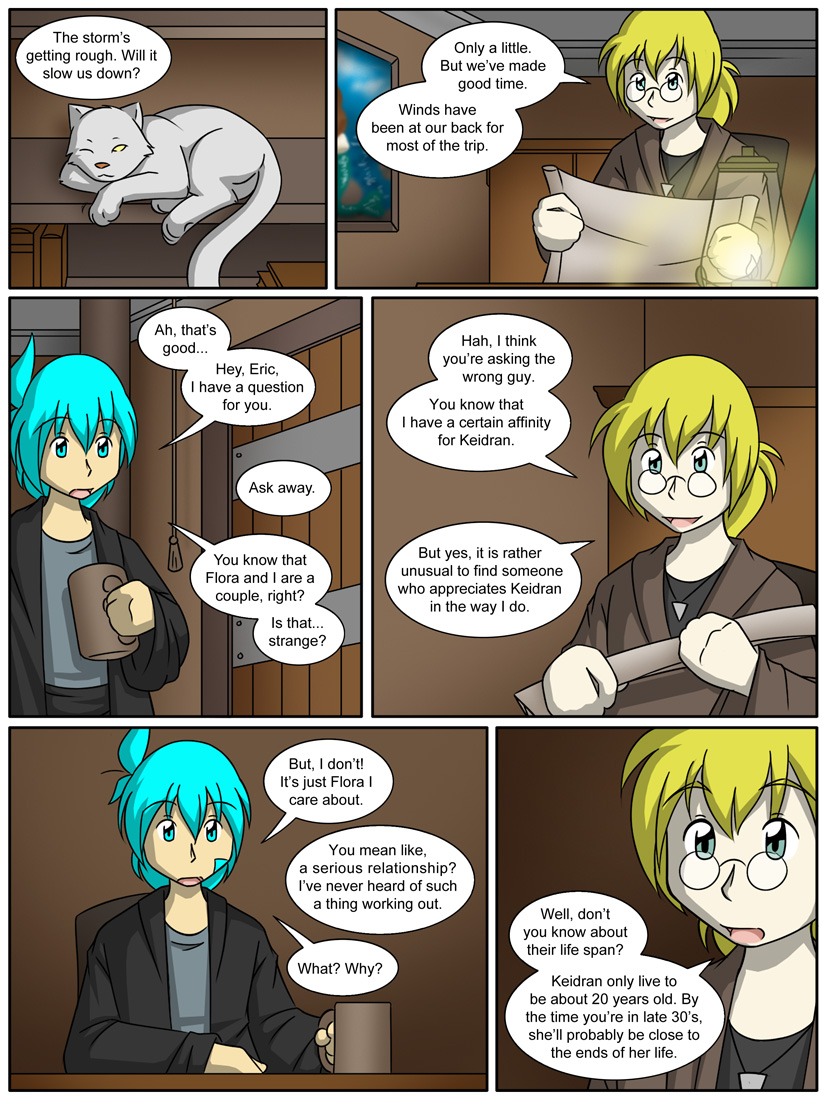 The storm's
getting rough. Will it
slow us down?
Only a little.
But we've made
good time.
Winds have
been at our back for
most of the trip.
Ah, that's
good...
Hey, Eric,
I have a question
for you.
Ask away.
You know that
Flora and I are a
couple, right?
Is that...
strange?
Hah, I think
you're asking the
wrong guy.
You know that
I have a certain affinity
for Keidran.
But yes, it is rather
unusual to find someone
who appreciates Keidran
in the way I do.
But, I don't!
It's just Flora I
care about.
You mean like,
a serious relationship?
I've never heard of such
a thing working out.
What? Why?
Well, don't
you know about
their life span?
Keidran only live to
be about 20 years old. By
the time you're in late 30's,
she'll probably be close to
the ends of her life.